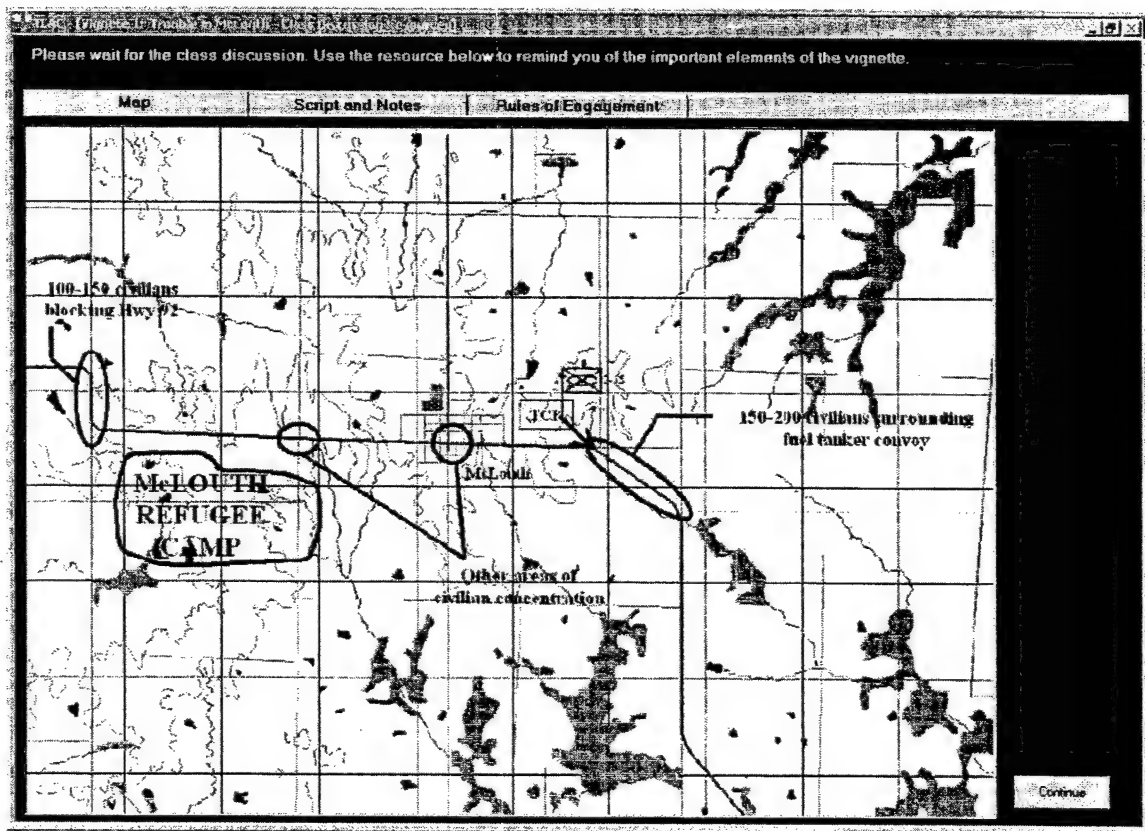 Please wait for the class discussion. Use the resource below to remind you of the important elements of the vignette.
Map
Script and Notes
Rules of Engagement
100-150 civilians
blocking Hwy 92
150-200 civilians surrounding
fuel tanker convoy
McLouth
McLOUTH
REFUGEE
CAMP
Other areas of
civilian concentration
Continue